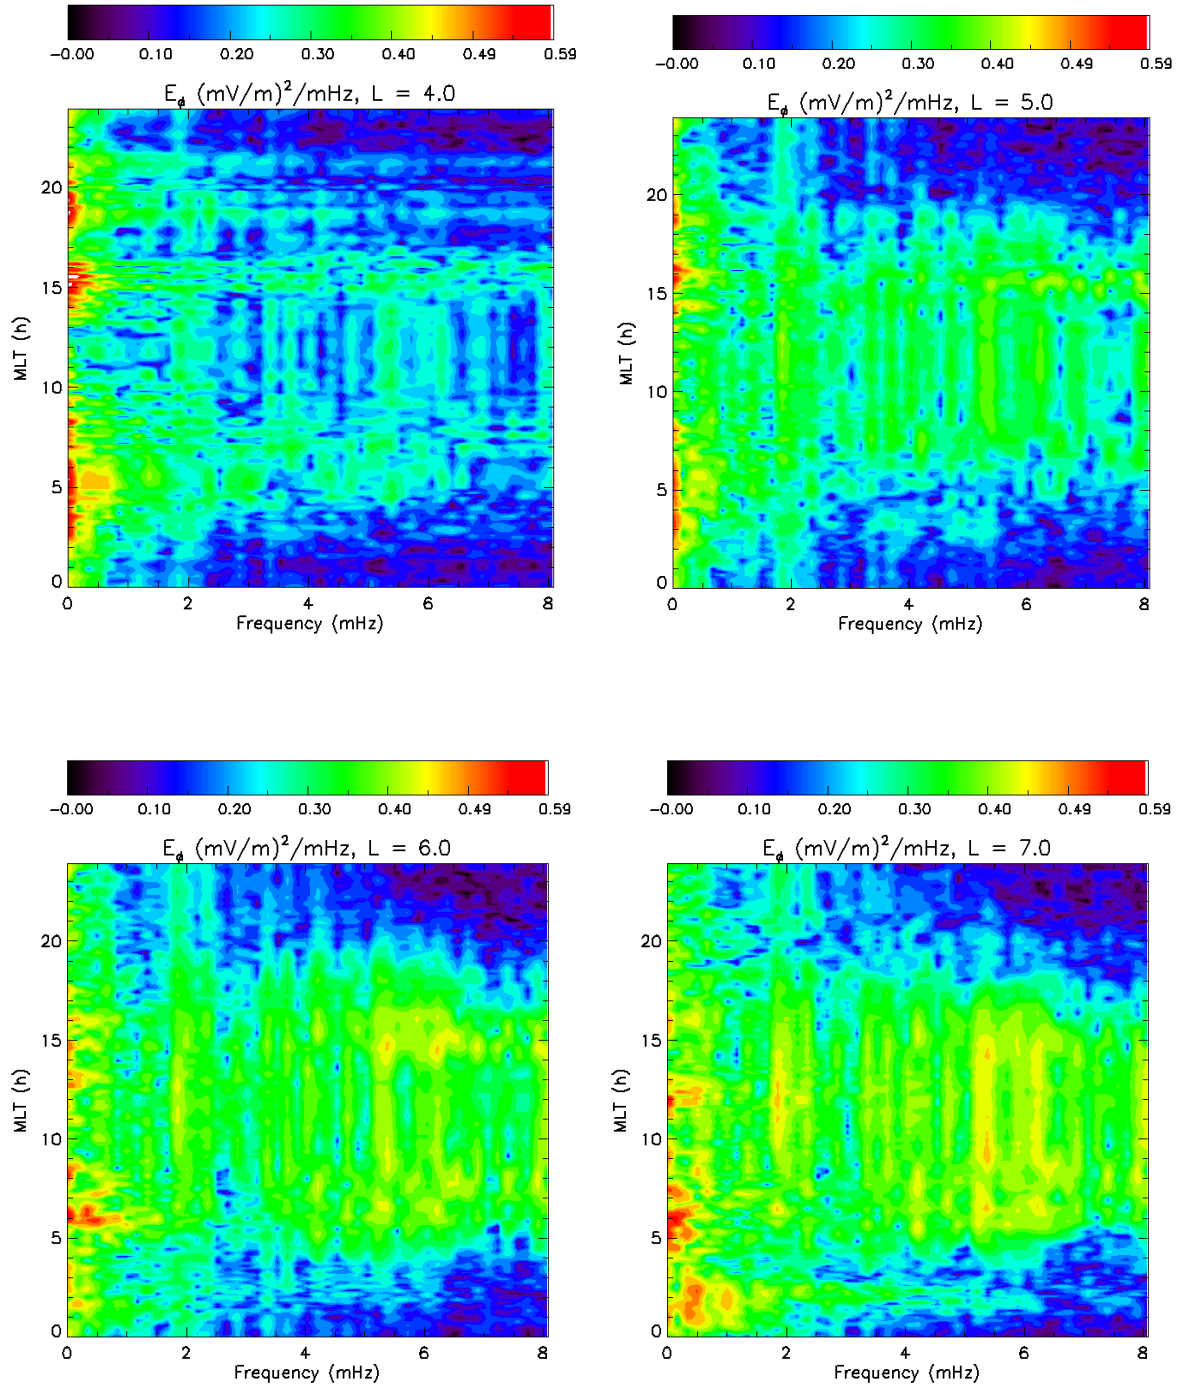 −0.00 0.10 0.20 0.30 0.40 0.49 0.59
E_φ (mV/m)²/mHz, L = 4.0
20
15
10
5
0
MLT (h)
0 2 4 6 8
Frequency (mHz)
−0.00 0.10 0.20 0.30 0.40 0.49 0.59
E_φ (mV/m)²/mHz, L = 5.0
20
15
10
5
0
MLT (h)
0 2 4 6 8
Frequency (mHz)
−0.00 0.10 0.20 0.30 0.40 0.49 0.59
E_φ (mV/m)²/mHz, L = 6.0
20
15
10
5
0
MLT (h)
0 2 4 6 8
Frequency (mHz)
−0.00 0.10 0.20 0.30 0.40 0.49 0.59
E_φ (mV/m)²/mHz, L = 7.0
20
15
10
5
0
MLT (h)
0 2 4 6 8
Frequency (mHz)